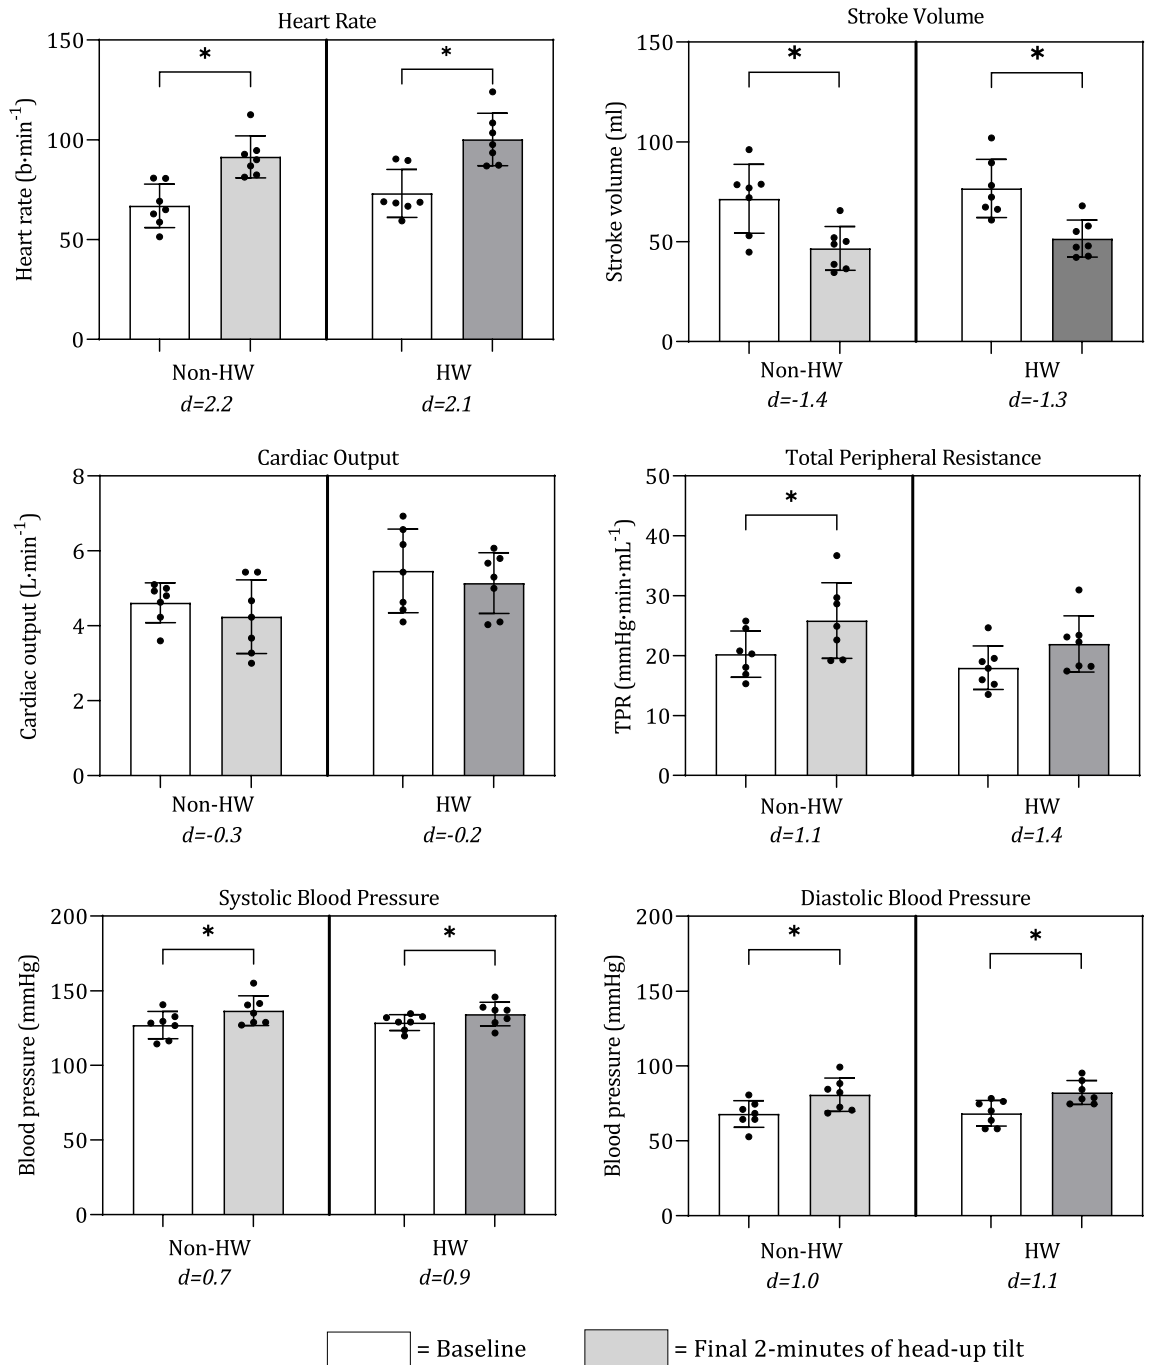 Heart Rate
150
100
50
0
Heart rate (b·min⁻¹)
*
*
Non-HW
HW
d=2.2
d=2.1
Stroke Volume
150
100
50
0
Stroke volume (ml)
*
*
Non-HW
HW
d=-1.4
d=-1.3
Cardiac Output
8
6
4
2
0
Cardiac output (L·min⁻¹)
Non-HW
HW
d=-0.3
d=-0.2
Total Peripheral Resistance
50
40
30
20
10
0
TPR (mmHg·min·mL⁻¹)
*
Non-HW
HW
d=1.1
d=1.4
Systolic Blood Pressure
200
150
100
50
0
Blood pressure (mmHg)
*
*
Non-HW
HW
d=0.7
d=0.9
Diastolic Blood Pressure
200
150
100
50
0
Blood pressure (mmHg)
*
*
Non-HW
HW
d=1.0
d=1.1
= Baseline
= Final 2-minutes of head-up tilt